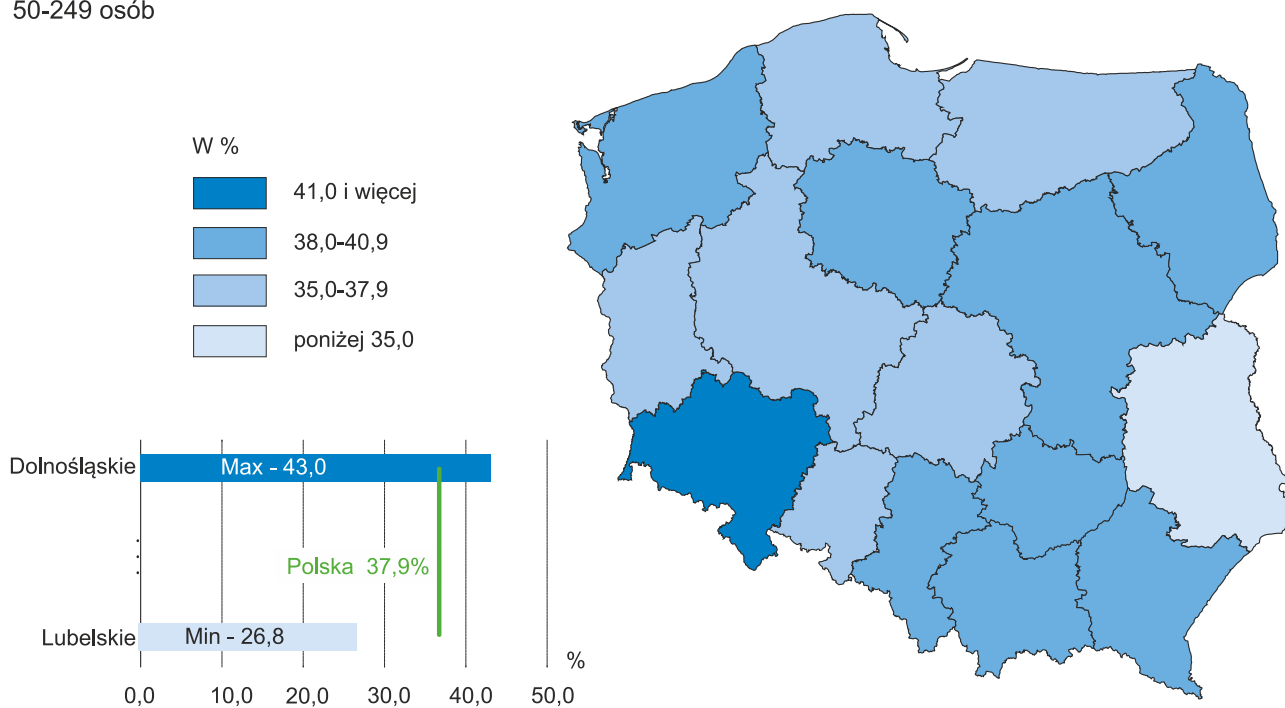 50-249 osób
W %
41,0 i więcej
38,0-40,9
35,0-37,9
poniżej 35,0
Dolnośląskie
Max - 43,0
Polska 37,9%
Lubelskie
Min - 26,8
%
0,0 10,0 20,0 30,0 40,0 50,0